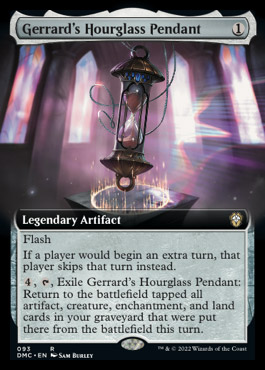 Gerrard's Hourglass Pendant 1
Legendary Artifact
Flash
If a player would begin an extra turn, that
player skips that turn instead.
4, , Exile Gerrard's Hourglass Pendant:
Return to the battlefield tapped all
artifact, creature, enchantment, and land
cards in your graveyard that were put
there from the battlefield this turn.
093 R
DMC • EN Sam Burley
™ & © 2022 Wizards of the Coast